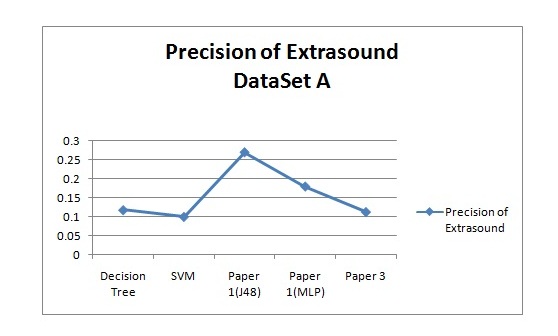 Precision of Extrasound
DataSet A
0.3
0.25
0.2
0.15
0.1
0.05
0
Decision
Tree
SVM
Paper
1(J48)
Paper
1(MLP)
Paper 3
Precision of
Extrasound